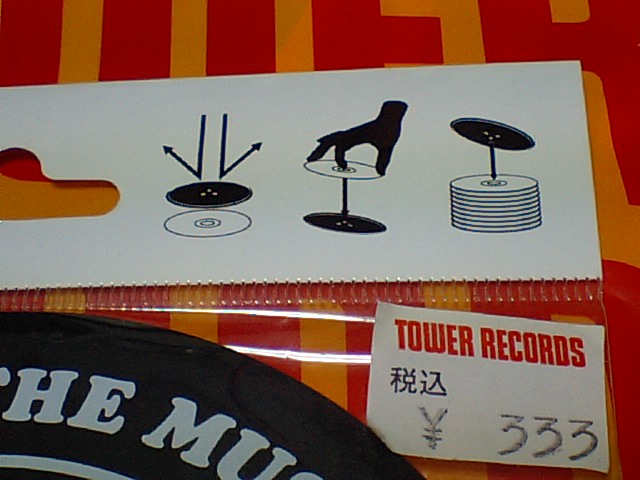 TOWER RECORDS
税込
¥ 333
THE MUS